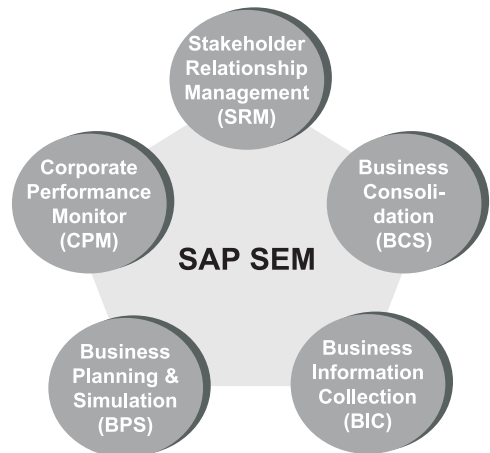 Stakeholder
Relationship
Management
(SRM)
Corporate
Performance
Monitor
(CPM)
Business
Consoli-
dation
(BCS)
SAP SEM
Business
Planning &
Simulation
(BPS)
Business
Information
Collection
(BIC)